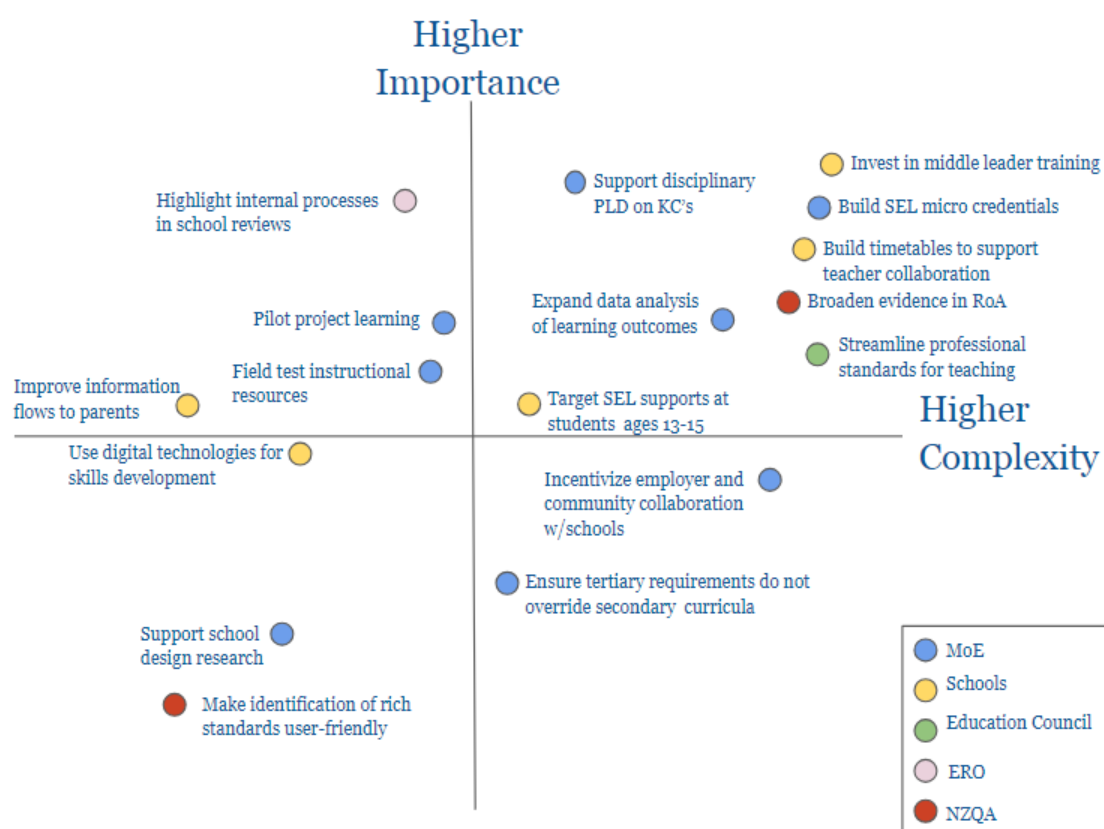 Higher
Importance
Invest in middle leader training
Support disciplinary
PLD on KC's
Highlight internal processes
in school reviews
Build SEL micro credentials
Build timetables to support
teacher collaboration
Expand data analysis
of learning outcomes
Broaden evidence in RoA
Pilot project learning
Streamline professional
standards for teaching
Field test instructional
resources
Improve information
flows to parents
Target SEL supports at
students ages 13-15
Higher
Complexity
Use digital technologies for
skills development
Incentivize employer and
community collaboration
w/schools
Ensure tertiary requirements do not
override secondary curricula
Support school
design research
Make identification of rich
standards user-friendly
MoE
Schools
Education Council
ERO
NZQA